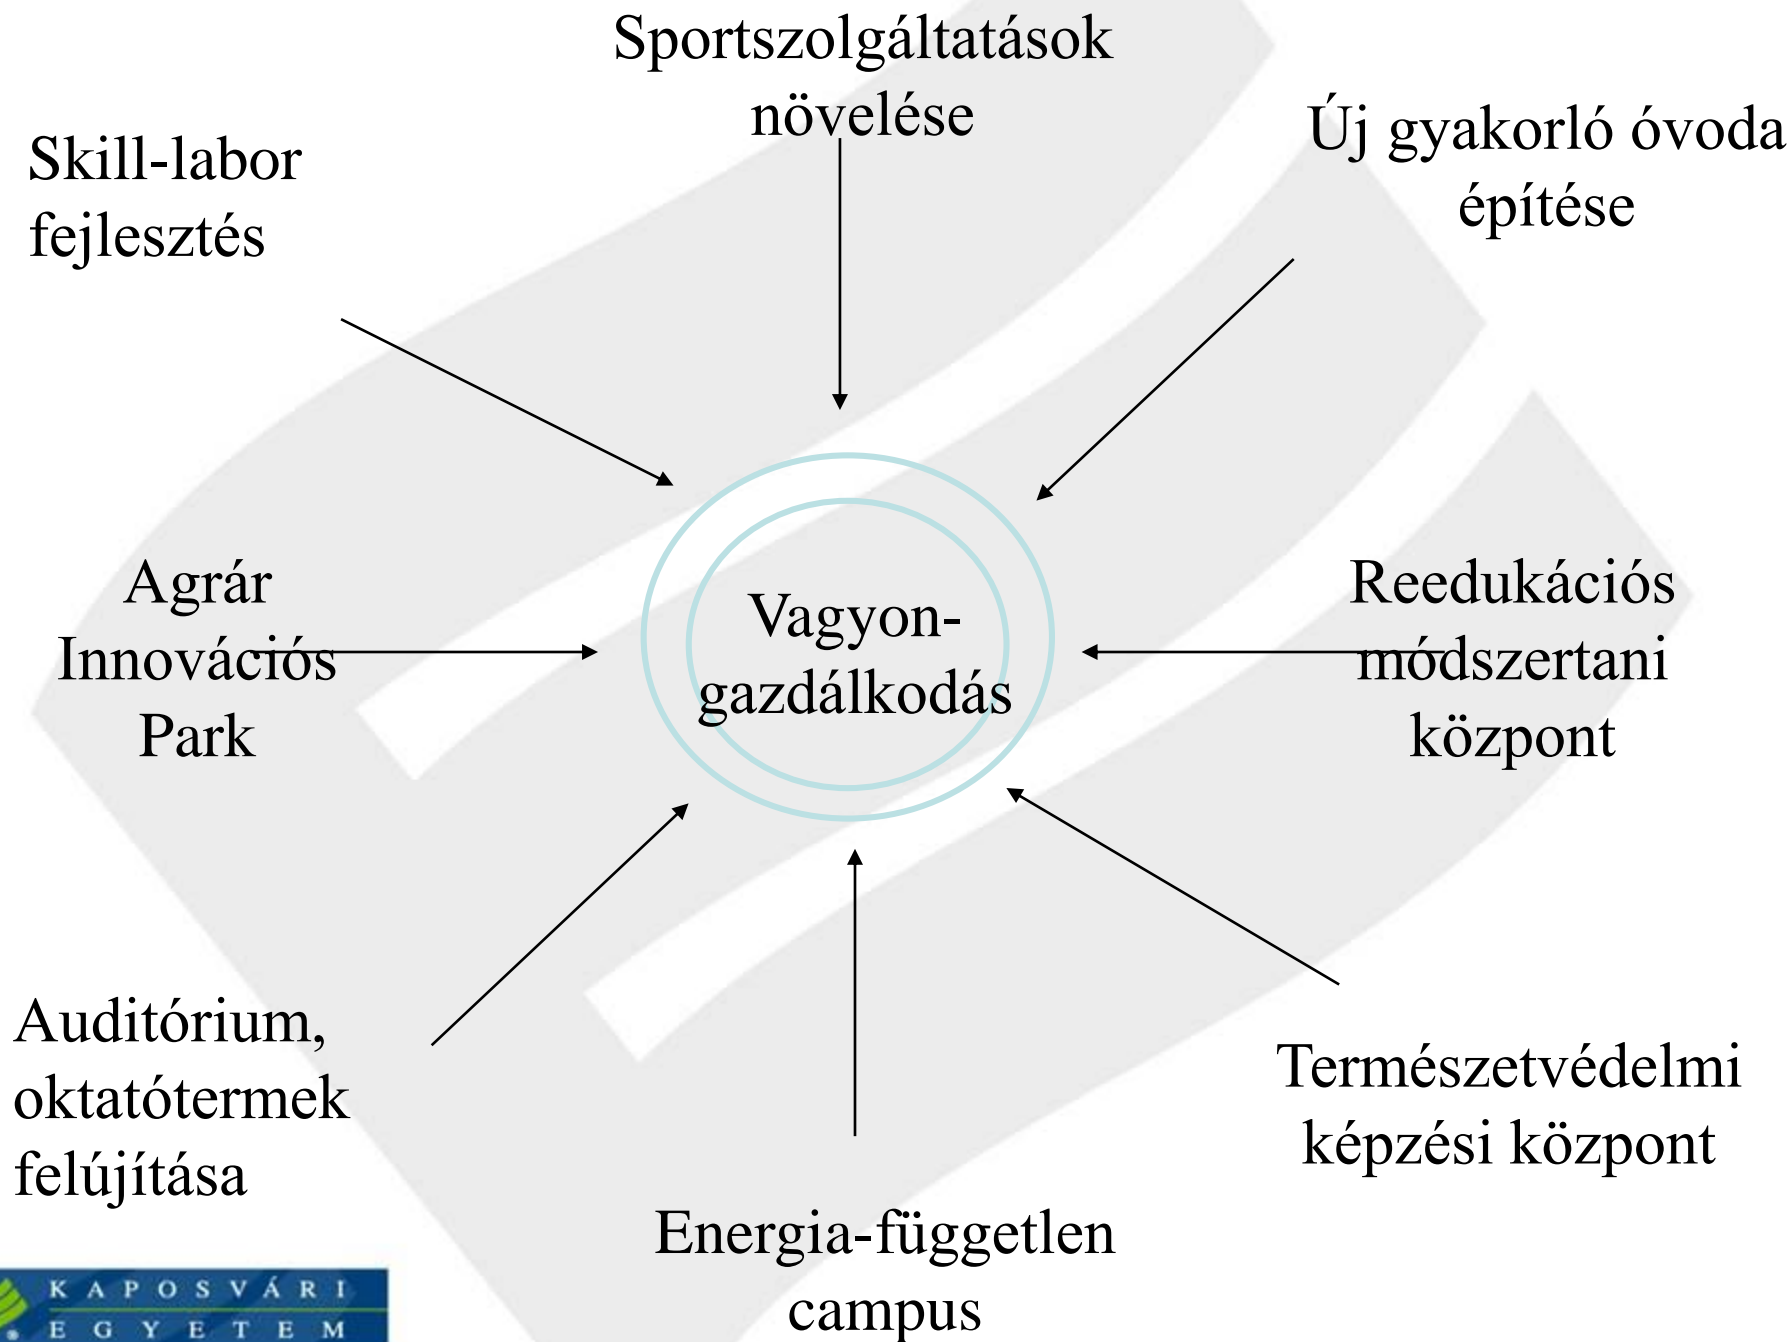 Sportszolgáltatások
növelése
Skill-labor
fejlesztés
Új gyakorló óvoda
építése
Agrár
Innovációs
Park
Vagyon-
gazdálkodás
Reedukációs
módszertani
központ
Auditórium,
oktatótermek
felújítása
Természetvédelmi
képzési központ
Energia-független
campus
KAPOSVÁRI
EGYETEM